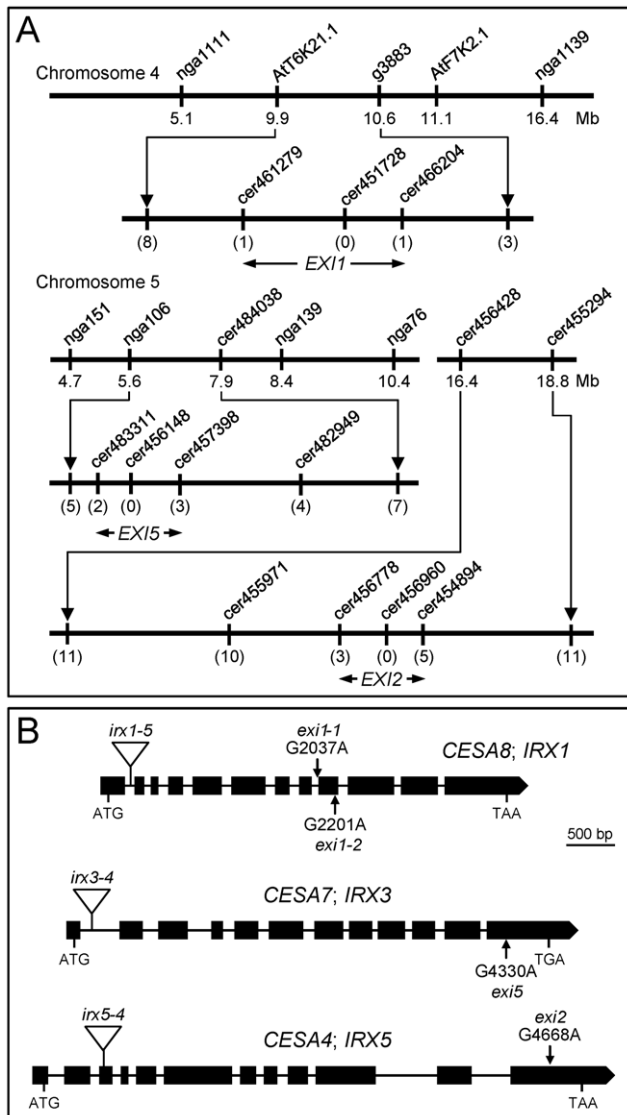 A
Chromosome 4
nga1111 AtT6K21.1 g3883 AtF7K2.1 nga1139
5.1 9.9 10.6 11.1 16.4 Mb
cer461279 cer451728 cer466204
(8) (1) (0) (1) (3)
EXI1
Chromosome 5
nga151 nga106 cer484038 nga139 nga76 cer456428 cer455294
4.7 5.6 7.9 8.4 10.4 16.4 18.8 Mb
cer483311 cer456148 cer457398 cer482949
(5) (2) (0) (3) (4) (7)
EXI5
cer455971 cer456778 cer456960 cer454894
(11) (10) (3) (0) (5) (11)
EXI2
B
irx1-5 exi1-1
G2037A CESA8; IRX1
ATG G2201A TAA
exi1-2
500 bp
irx3-4 CESA7; IRX3
ATG G4330A TGA
exi5
irx5-4 CESA4; IRX5 exi2
G4668A
ATG TAA